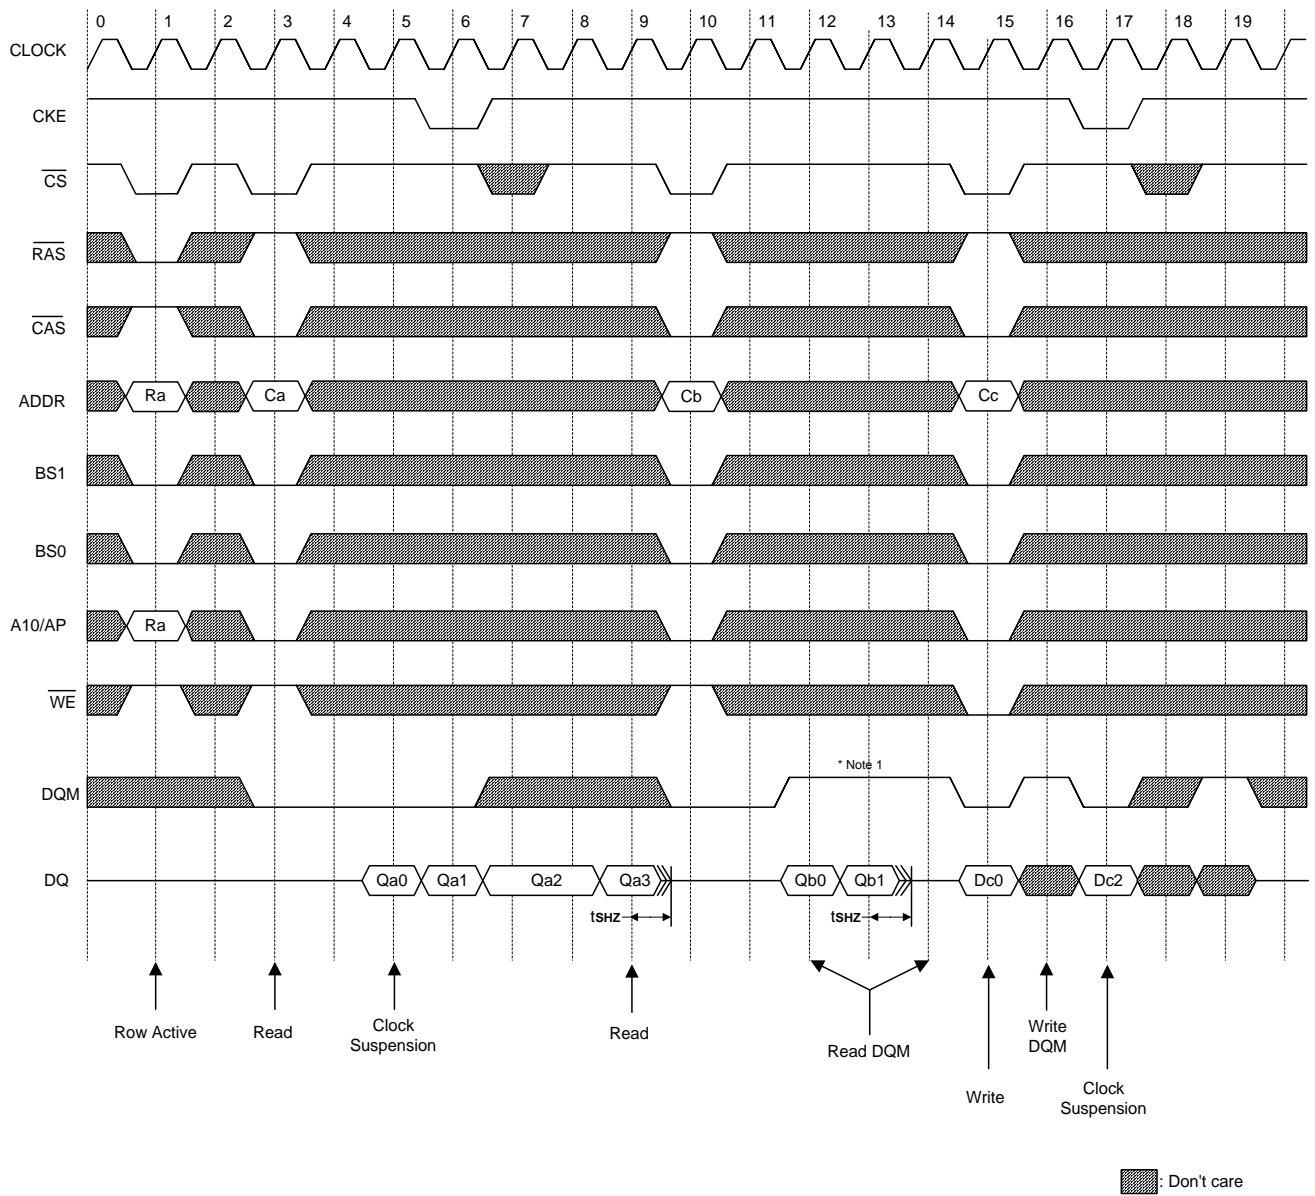 0 1 2 3 4 5 6 7 8 9 10 11 12 13 14 15 16 17 18 19
CLOCK
CKE
CS
RAS
CAS
ADDR Ra Ca Cb Cc
BS1
BS0
A10/AP Ra
WE
* Note 1
DQM
DQ Qa0 Qa1 Qa2 Qa3 Qb0 Qb1 Dc0 Dc2
tSHZ tSHZ
Row Active
Read
Clock
Suspension
Read
Read DQM
Write
Write
DQM
Clock
Suspension
: Don't care